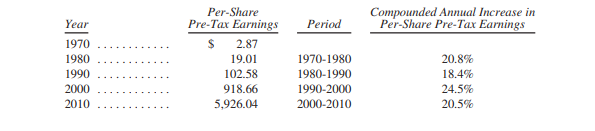 Per-Share Compounded Annual Increase in
Year Pre-Tax Earnings Period Per-Share Pre-Tax Earnings
1970 ............ $ 2.87
1980 ............ 19.01 1970-1980 20.8%
1990 ............ 102.58 1980-1990 18.4%
2000 ............ 918.66 1990-2000 24.5%
2010 ............ 5,926.04 2000-2010 20.5%